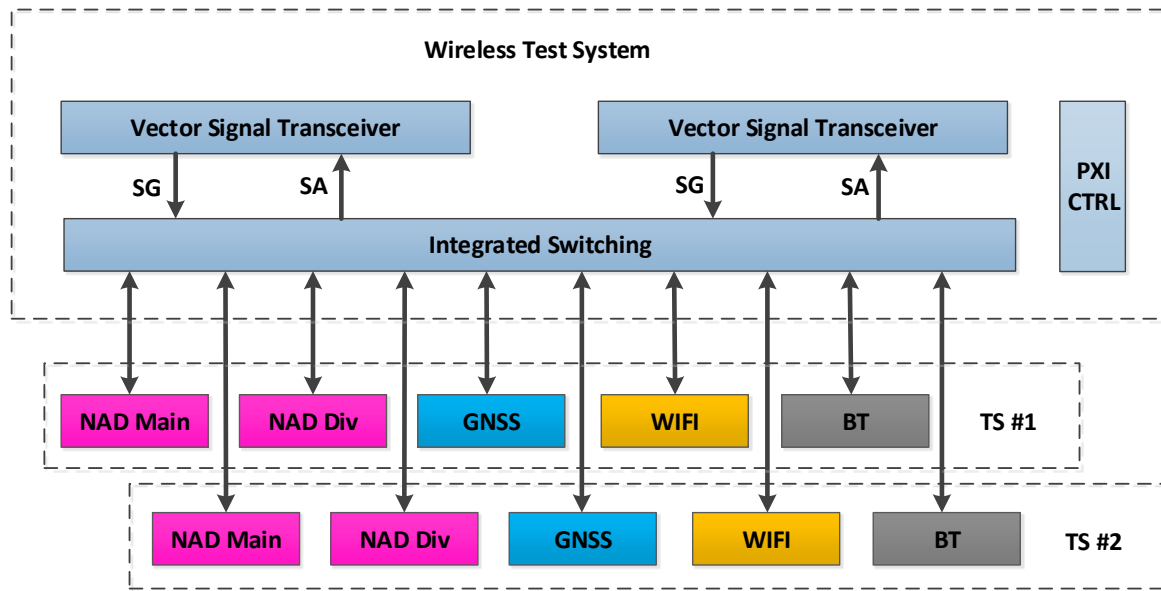 Wireless Test System
Vector Signal Transceiver
Vector Signal Transceiver
PXI
CTRL
SG
SA
SG
SA
Integrated Switching
NAD Main
NAD Div
GNSS
WIFI
BT
TS #1
NAD Main
NAD Div
GNSS
WIFI
BT
TS #2